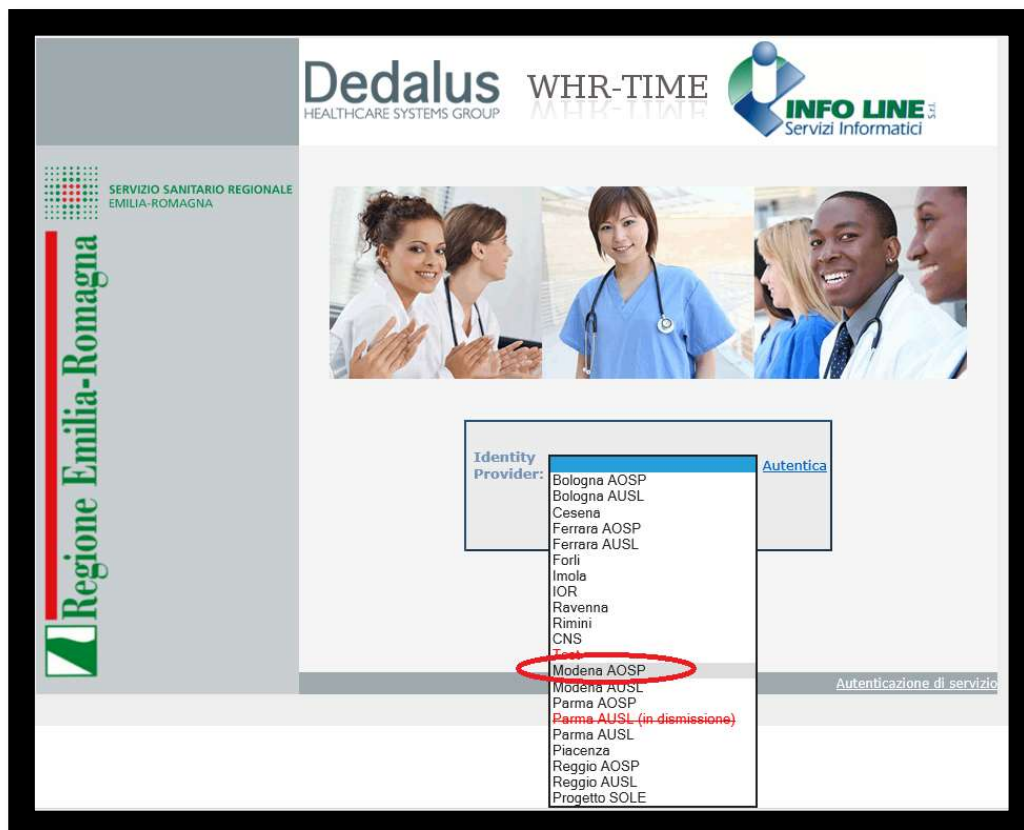 Dedalus
HEALTHCARE SYSTEMS GROUP
WHR-TIME
INFO LINE S.r.l.
Servizi Informatici
SERVIZIO SANITARIO REGIONALE
EMILIA-ROMAGNA
Regione Emilia-Romagna
Identity
Provider:
Autentica
Bologna AOSP
Bologna AUSL
Cesena
Ferrara AOSP
Ferrara AUSL
Forli
Imola
IOR
Ravenna
Rimini
CNS
Test
Modena AOSP
Modena AUSL
Parma AOSP
Parma AUSL (in dismissione)
Parma AUSL
Piacenza
Reggio AOSP
Reggio AUSL
Progetto SOLE
Autenticazione di servizio